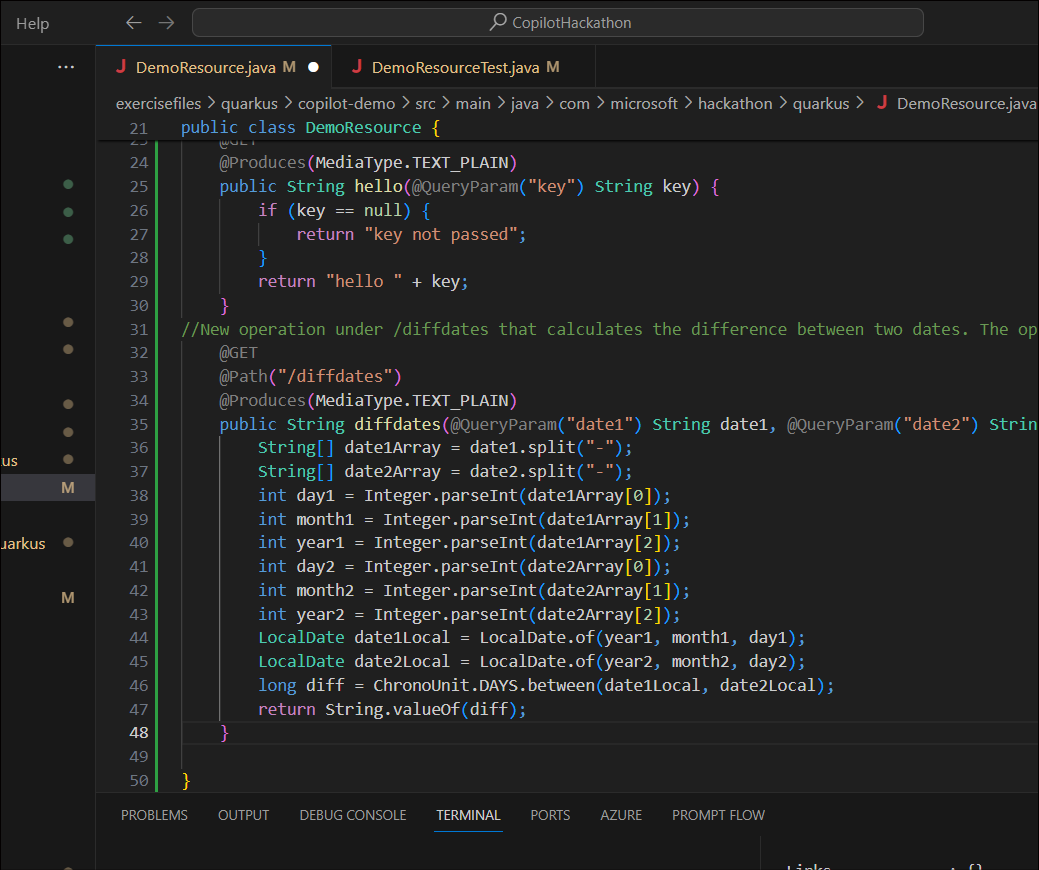 Help
CopilotHackathon
DemoResource.java M
DemoResourceTest.java M
exercisefiles > quarkus > copilot-demo > src > main > java > com > microsoft > hackathon > quarkus > J DemoResource.java
21 public class DemoResource {
23 @GET
24 @Produces(MediaType.TEXT_PLAIN)
25 public String hello(@QueryParam("key") String key) {
26 if (key == null) {
27 return "key not passed";
28 }
29 return "hello " + key;
30 }
31 //New operation under /diffdates that calculates the difference between two dates. The op
32 @GET
33 @Path("/diffdates")
34 @Produces(MediaType.TEXT_PLAIN)
35 public String diffdates(@QueryParam("date1") String date1, @QueryParam("date2") Strin
36 String[] date1Array = date1.split("-");
37 String[] date2Array = date2.split("-");
38 int day1 = Integer.parseInt(date1Array[0]);
39 int month1 = Integer.parseInt(date1Array[1]);
40 int year1 = Integer.parseInt(date1Array[2]);
41 int day2 = Integer.parseInt(date2Array[0]);
42 int month2 = Integer.parseInt(date2Array[1]);
43 int year2 = Integer.parseInt(date2Array[2]);
44 LocalDate date1Local = LocalDate.of(year1, month1, day1);
45 LocalDate date2Local = LocalDate.of(year2, month2, day2);
46 long diff = ChronoUnit.DAYS.between(date1Local, date2Local);
47 return String.valueOf(diff);
48 }
49
50 }
kus
M
uarkus
M
PROBLEMS OUTPUT DEBUG CONSOLE TERMINAL PORTS AZURE PROMPT FLOW